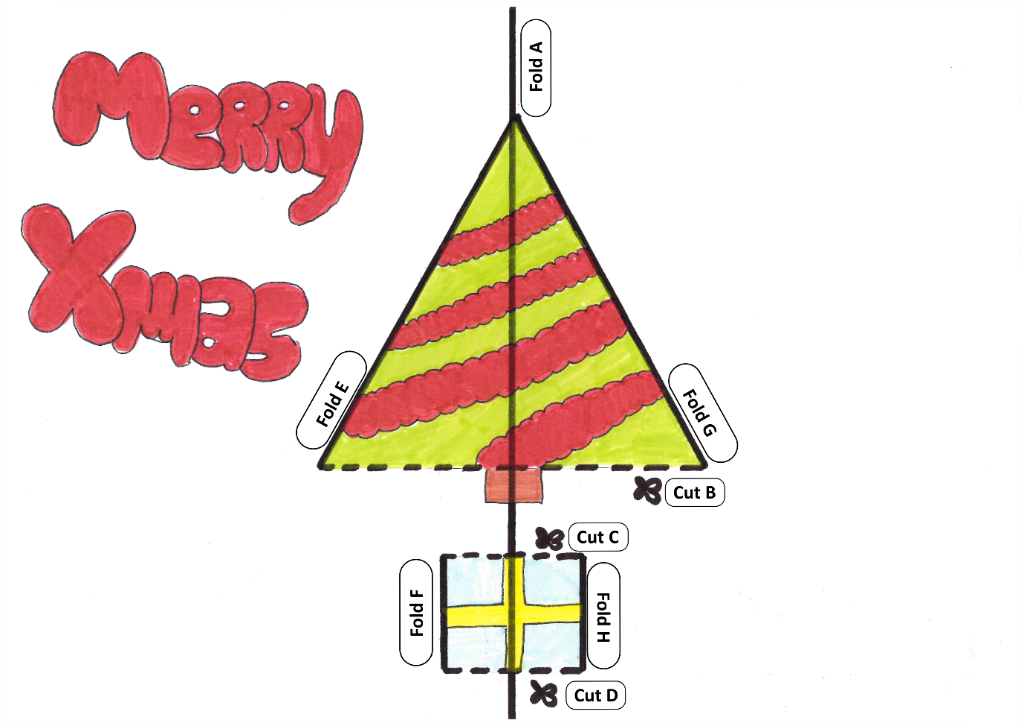 Merry
Xmas
Fold A
Fold E
Fold G
Cut B
Cut C
Fold F
Fold H
Cut D